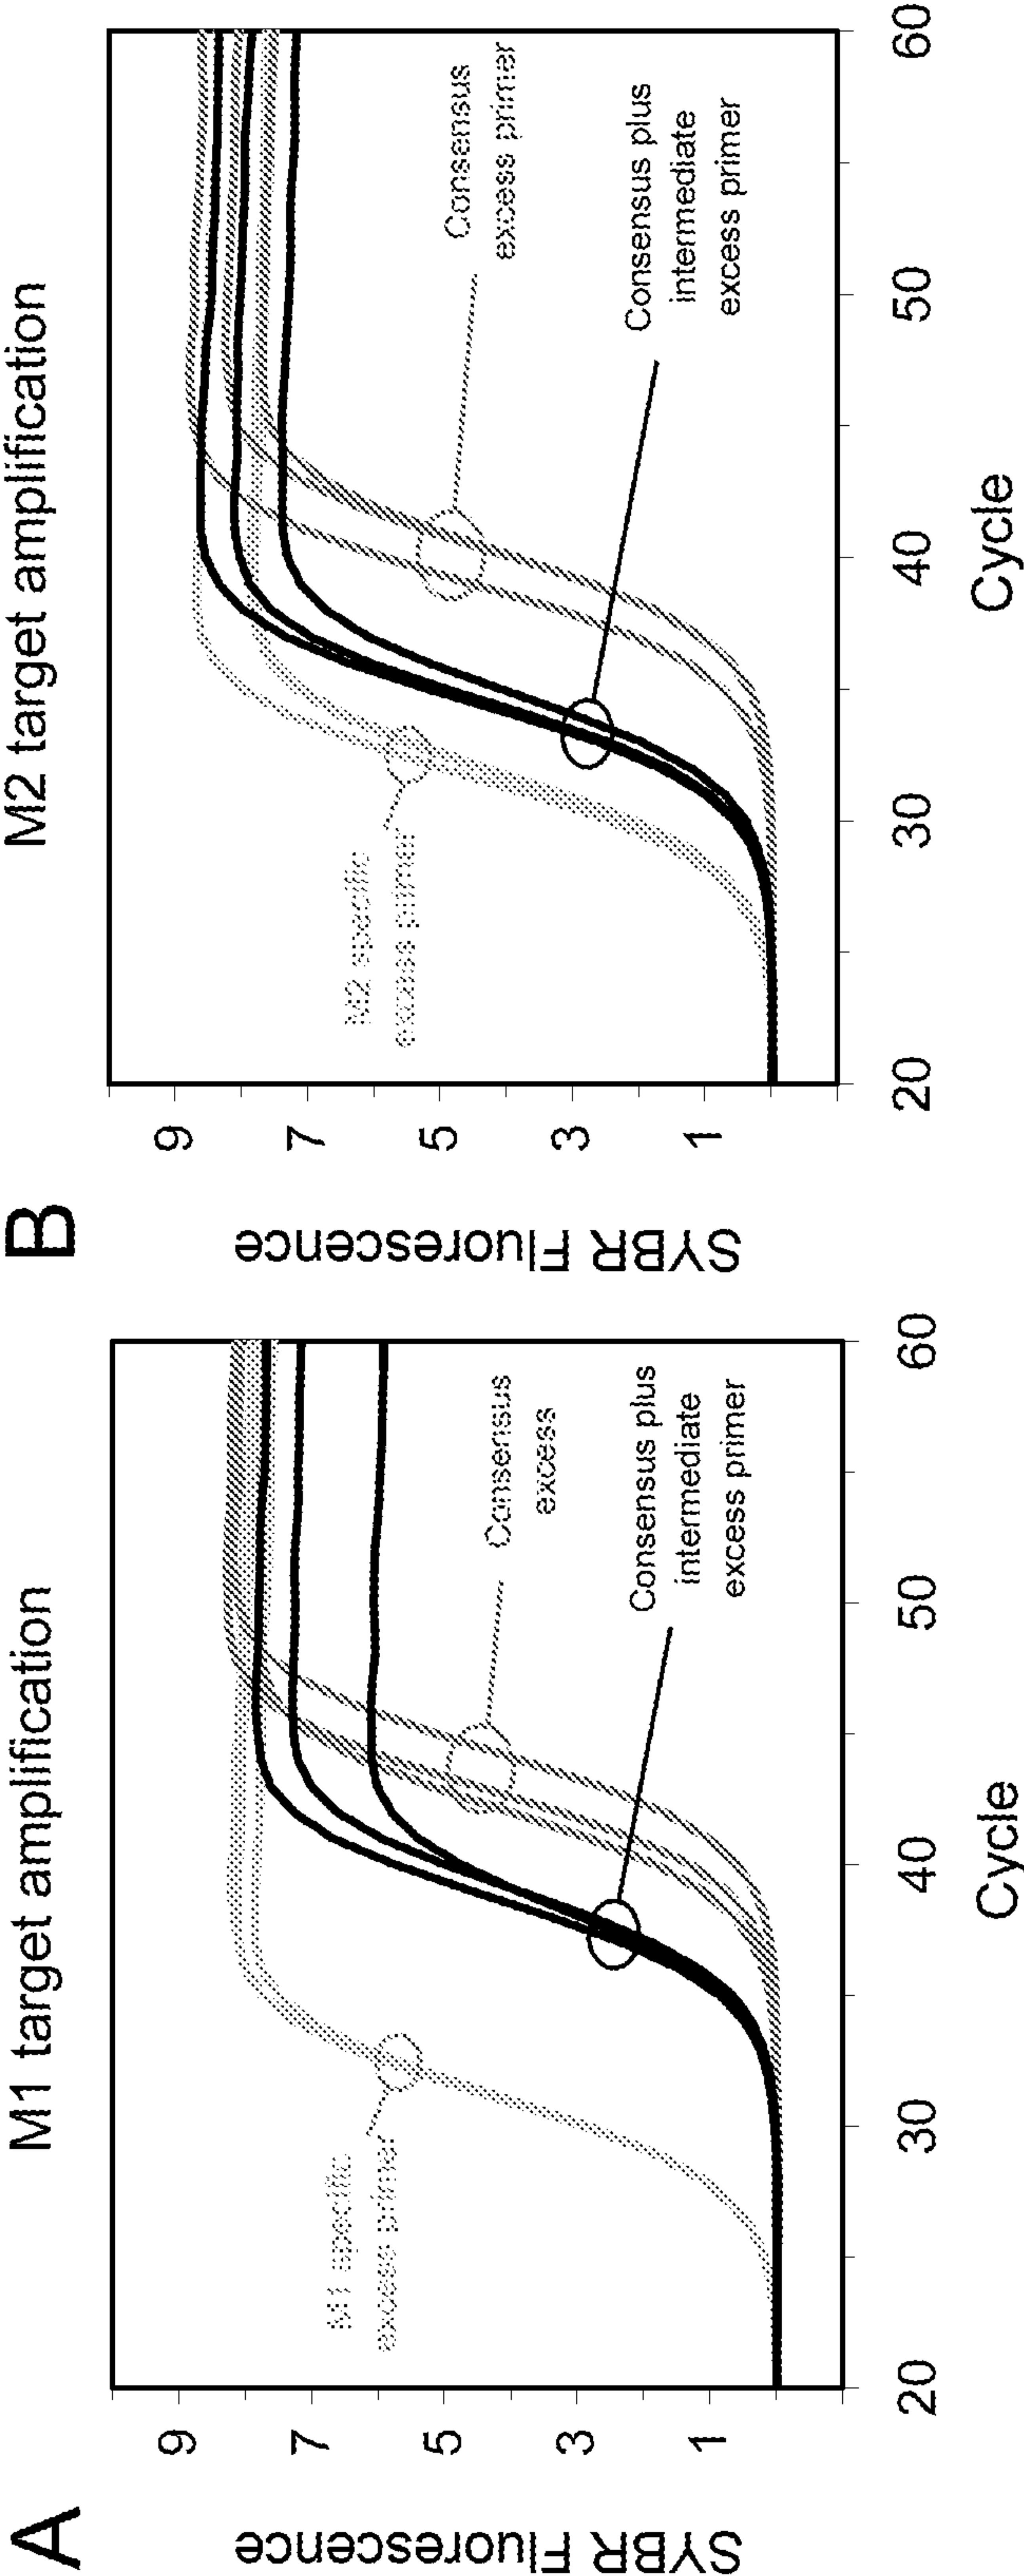 A
M1 target amplification
SYBR Fluorescence
9
7
5
3
1
M1 specific
excess primer
Consensus
excess
Consensus plus
intermediate
excess primer
20
30
40
50
60
Cycle
B
M2 target amplification
SYBR Fluorescence
9
7
5
3
1
M2 specific
excess primer
Consensus
excess primer
Consensus plus
intermediate
excess primer
20
30
40
50
60
Cycle